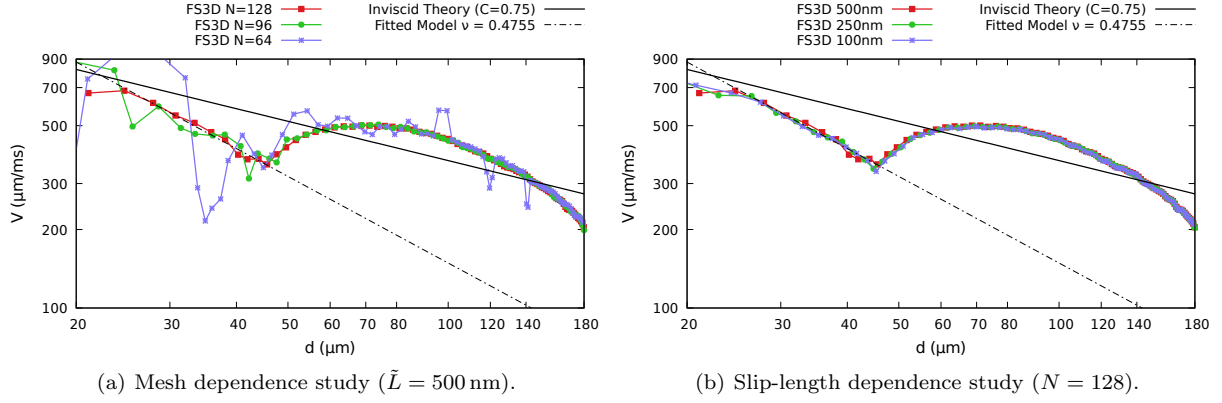 FS3D N=128
FS3D N=96
FS3D N=64
Inviscid Theory (C=0.75)
Fitted Model ν = 0.4755
900
700
500
300
200
100
V (µm/ms)
20 30 40 50 60 70 80 100 120 140 180
d (µm)
(a) Mesh dependence study (L̃ = 500 nm).
FS3D 500nm
FS3D 250nm
FS3D 100nm
Inviscid Theory (C=0.75)
Fitted Model ν = 0.4755
900
700
500
300
200
100
V (µm/ms)
20 30 40 50 60 70 80 100 120 140 180
d (µm)
(b) Slip-length dependence study (N = 128).